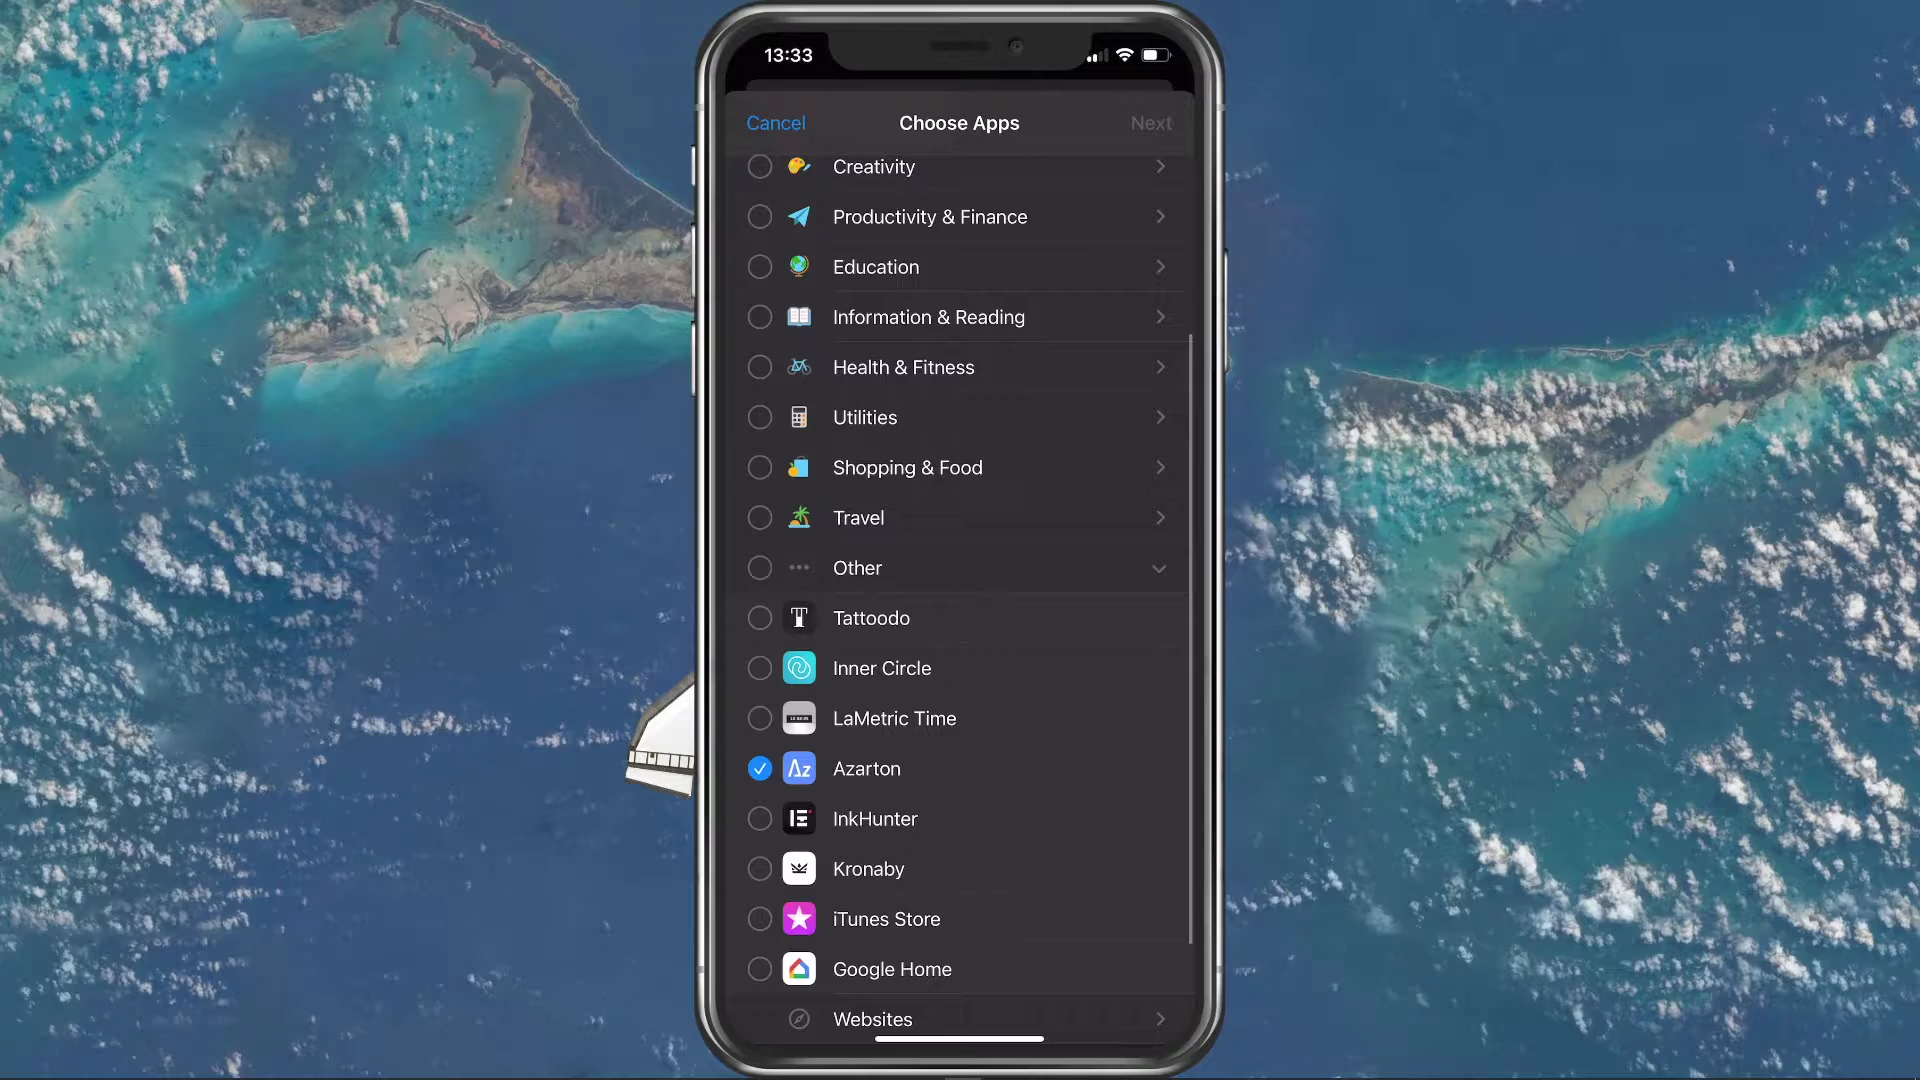 13:33
Cancel
Choose Apps
Next
Creativity
Productivity & Finance
Education
Information & Reading
Health & Fitness
Utilities
Shopping & Food
Travel
Other
Tattoodo
Inner Circle
LaMetric Time
Azarton
InkHunter
Kronaby
iTunes Store
Google Home
Websites